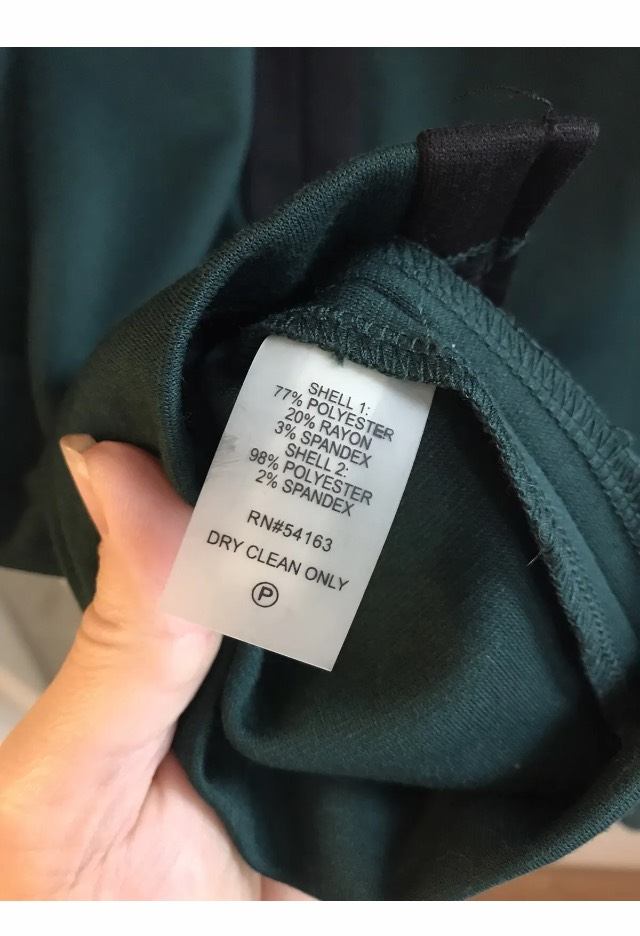 SHELL 1:
77% POLYESTER
20% RAYON
3% SPANDEX
SHELL 2:
98% POLYESTER
2% SPANDEX
RN#54163
DRY CLEAN ONLY
P